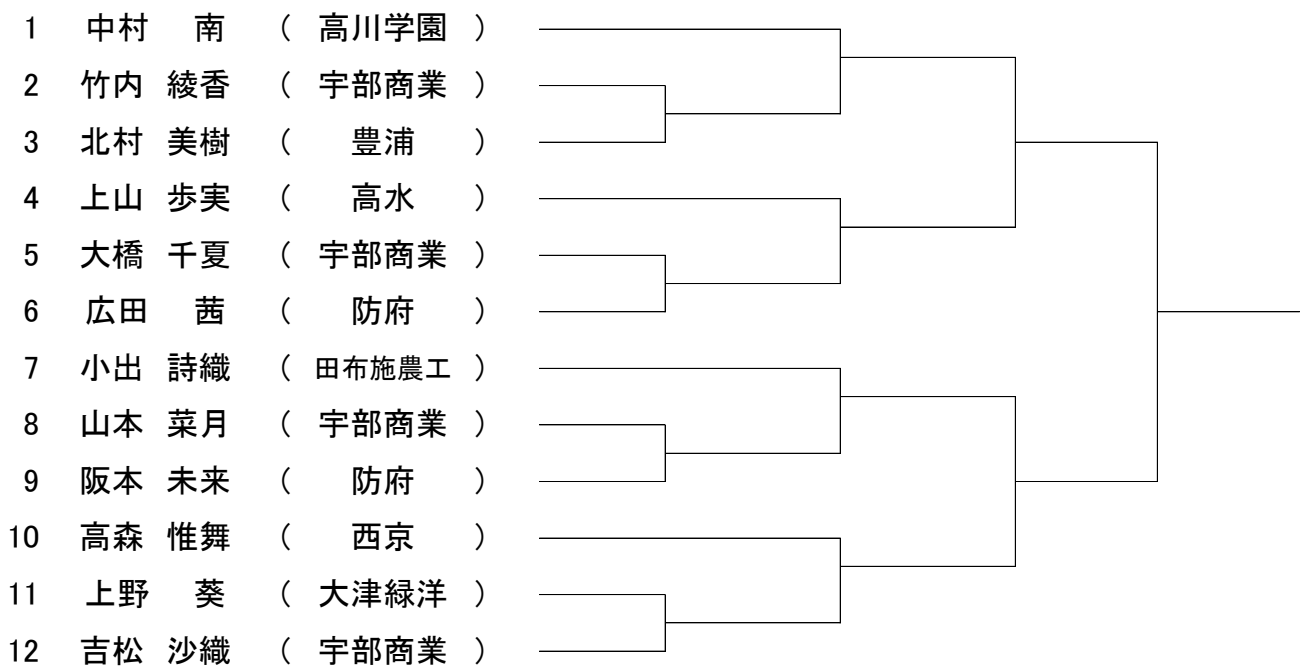 1 中村 南 ( 高川学園 )
2 竹内 綾香 ( 宇部商業 )
3 北村 美樹 ( 豊浦 )
4 上山 歩実 ( 高水 )
5 大橋 千夏 ( 宇部商業 )
6 広田 茜 ( 防府 )
7 小出 詩織 ( 田布施農工 )
8 山本 菜月 ( 宇部商業 )
9 阪本 未来 ( 防府 )
10 高森 惟舞 ( 西京 )
11 上野 葵 ( 大津緑洋 )
12 吉松 沙織 ( 宇部商業 )